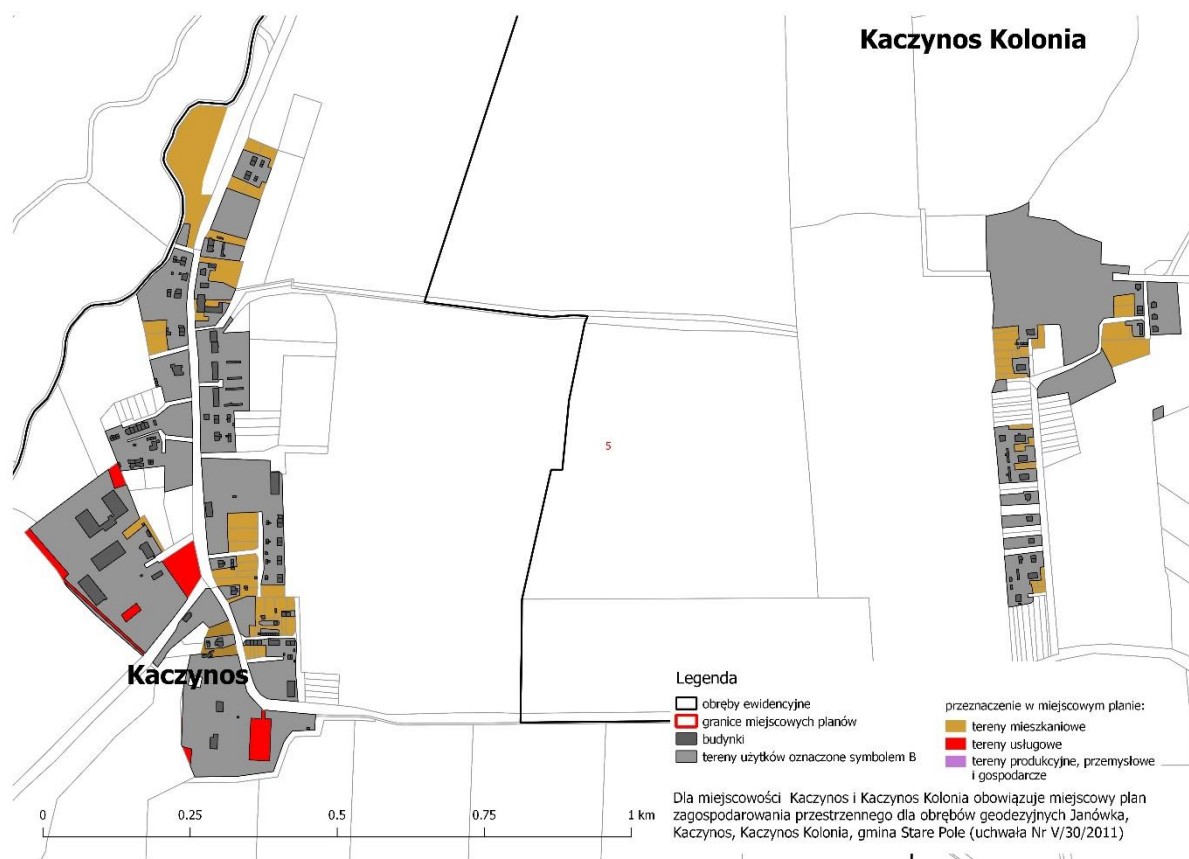 Kaczynos Kolonia
5
Kaczynos
Legenda
obręby ewidencyjne
granice miejscowych planów
budynki
tereny użytków oznaczone symbolem B
przeznaczenie w miejscowym planie:
tereny mieszkaniowe
tereny usługowe
tereny produkcyjne, przemysłowe
i gospodarcze
Dla miejscowości Kaczynos i Kaczynos Kolonia obowiązuje miejscowy plan
zagospodarowania przestrzennego dla obrębów geodezyjnych Janówka,
Kaczynos, Kaczynos Kolonia, gmina Stare Pole (uchwała Nr V/30/2011)
0 0.25 0.5 0.75 1 km